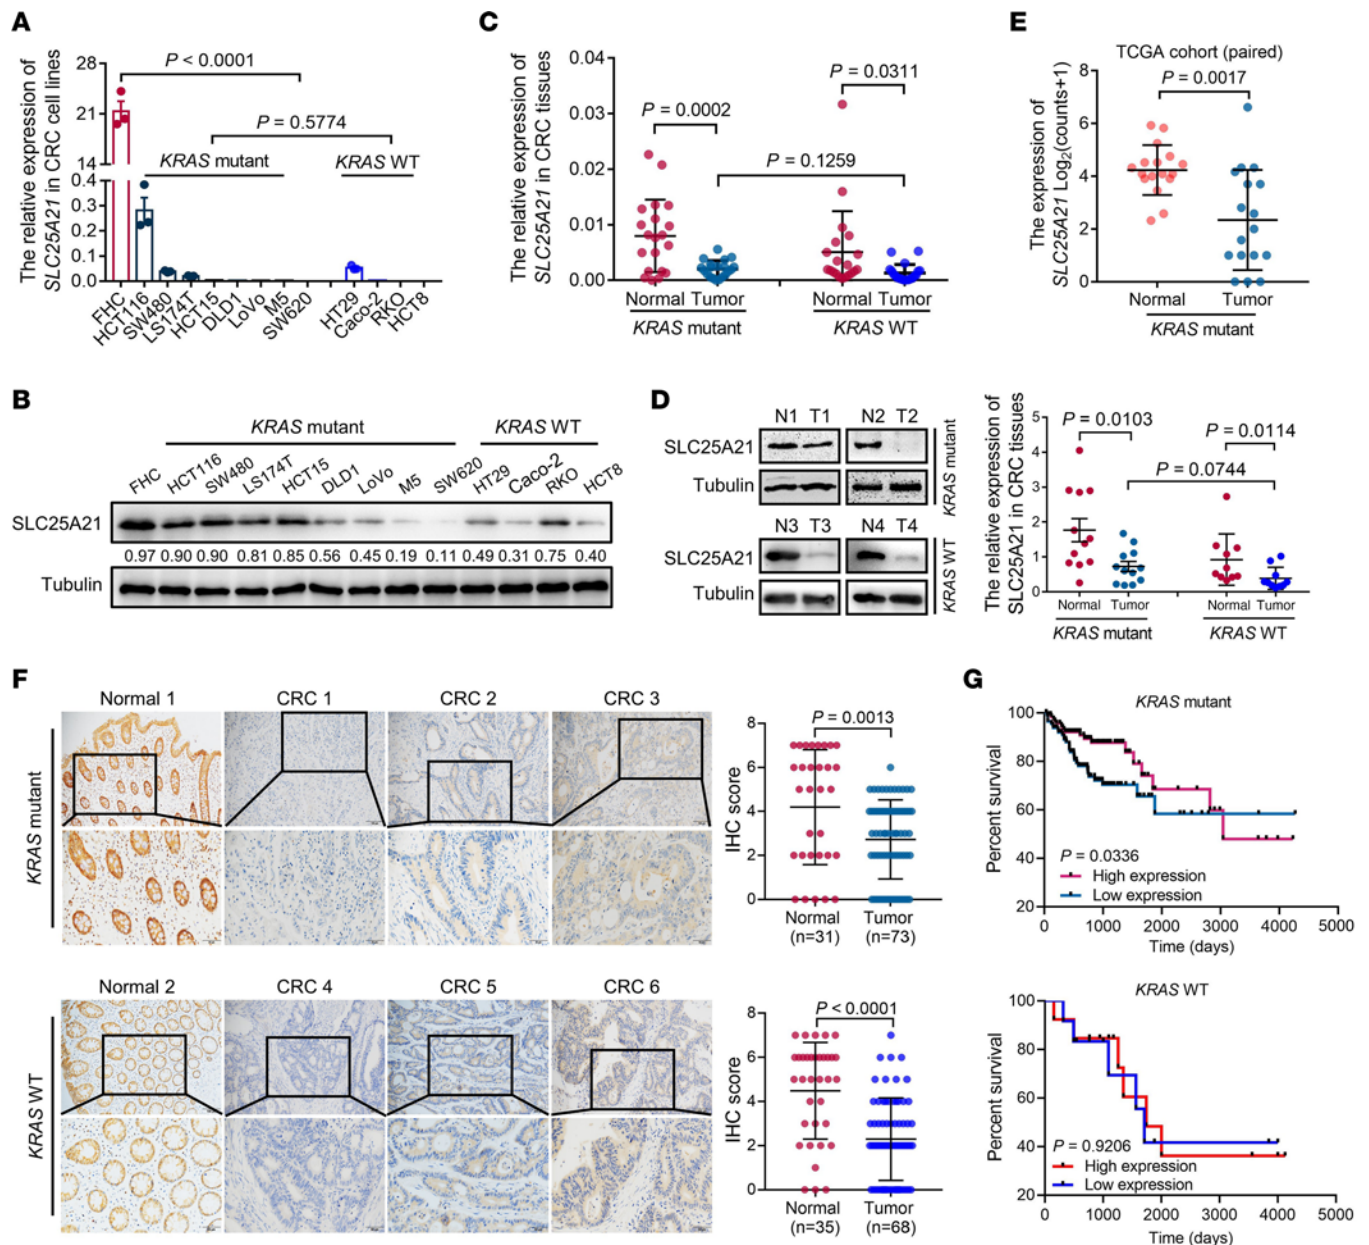 A
The relative expression of
SLC25A21 in CRC cell lines
28
21
14
0.4
0.3
0.2
0.1
0.0
P < 0.0001
P = 0.5774
KRAS mutant
KRAS WT
FHC
HCT116
SW480
LS174T
HCT15
DLD1
LoVo
M5
SW620
HT29
Caco-2
RKO
HCT8
C
The relative expression of
SLC25A21 in CRC tissues
0.04
0.03
0.02
0.01
0.00
P = 0.0002
P = 0.0311
P = 0.1259
Normal Tumor Normal Tumor
KRAS mutant KRAS WT
E
TCGA cohort (paired)
The expression of
SLC25A21 Log2(counts+1)
8
6
4
2
0
P = 0.0017
Normal Tumor
KRAS mutant
B
KRAS mutant KRAS WT
FHC HCT116 SW480 LS174T HCT15 DLD1 LoVo M5 SW620 HT29 Caco-2 RKO HCT8
SLC25A21
0.97 0.90 0.90 0.81 0.85 0.56 0.45 0.19 0.11 0.49 0.31 0.75 0.40
Tubulin
D
N1 T1 N2 T2
SLC25A21
Tubulin
KRAS mutant
N3 T3 N4 T4
SLC25A21
Tubulin
KRAS WT
The relative expression of
SLC25A21 in CRC tissues
5
4
3
2
1
0
P = 0.0103
P = 0.0114
P = 0.0744
Normal Tumor Normal Tumor
KRAS mutant KRAS WT
F
Normal 1 CRC 1 CRC 2 CRC 3
KRAS mutant
IHC score
8
6
4
2
0
P = 0.0013
Normal Tumor
(n=31) (n=73)
Normal 2 CRC 4 CRC 5 CRC 6
KRAS WT
IHC score
8
6
4
2
0
P < 0.0001
Normal Tumor
(n=35) (n=68)
G
KRAS mutant
Percent survival
100
80
60
40
20
P = 0.0336
High expression
Low expression
0 1000 2000 3000 4000 5000
Time (days)
KRAS WT
Percent survival
100
80
60
40
20
P = 0.9206
High expression
Low expression
0 1000 2000 3000 4000 5000
Time (days)